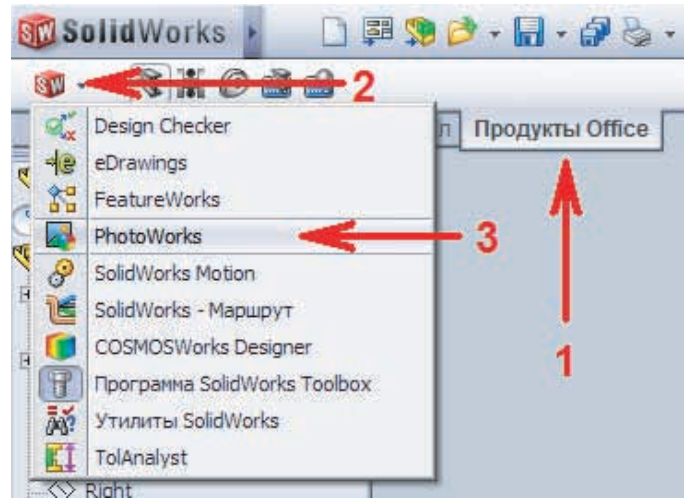 SolidWorks
2
л Продукты Office
Design Checker
eDrawings
FeatureWorks
PhotoWorks
3
SolidWorks Motion
SolidWorks - Маршрут
COSMOSWorks Designer
1
Программа SolidWorks Toolbox
Утилиты SolidWorks
TolAnalyst
Right